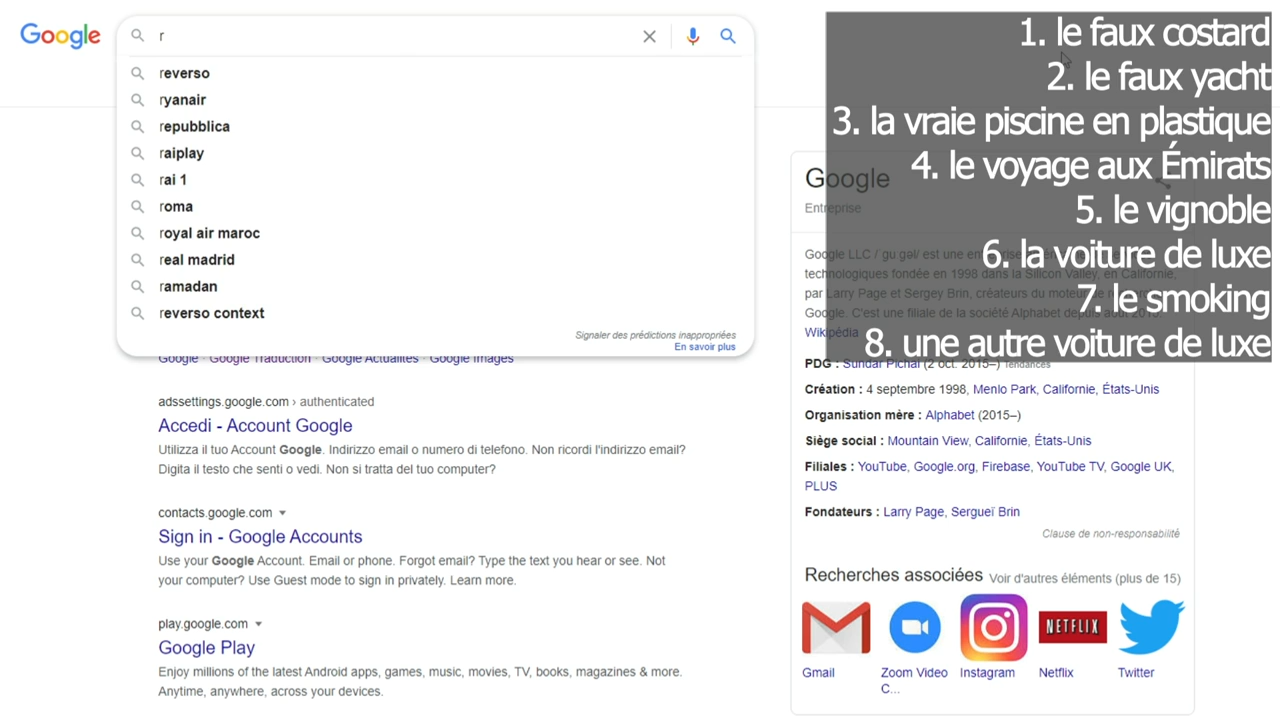 Google
r
reverso
ryanair
repubblica
raiplay
rai 1
roma
royal air maroc
real madrid
ramadan
reverso context
Signaler des prédictions inappropriées
En savoir plus
Google · Google Traduction · Google Actualités · Google Images
adssettings.google.com › authenticated
Accedi - Account Google
Utilizza il tuo Account Google. Indirizzo email o numero di telefono. Non ricordi l'indirizzo email?
Digita il testo che senti o vedi. Non si tratta del tuo computer?
contacts.google.com
Sign in - Google Accounts
Use your Google Account. Email or phone. Forgot email? Type the text you hear or see. Not
your computer? Use Guest mode to sign in privately. Learn more.
play.google.com
Google Play
Enjoy millions of the latest Android apps, games, music, movies, TV, books, magazines & more.
Anytime, anywhere, across your devices.
1. le faux costard
2. le faux yacht
3. la vraie piscine en plastique
4. le voyage aux Émirats
5. le vignoble
6. la voiture de luxe
7. le smoking
8. une autre voiture de luxe
Google
Entreprise
Google LLC est une
technologiques fondée en 1998 dans la Silicon Valley, en Californie,
par Larry Page et Sergey Brin, créateurs du moteur de
Google. C'est une filiale de la société Alphabet depuis août 2015.
Wikipédia
PDG : Sundar Pichai (2 oct. 2015–) Tendances
Création : 4 septembre 1998, Menlo Park, Californie, États-Unis
Organisation mère : Alphabet (2015–)
Siège social : Mountain View, Californie, États-Unis
Filiales : YouTube, Google.org, Firebase, YouTube TV, Google UK,
PLUS
Fondateurs : Larry Page, Sergueï Brin
Clause de non-responsabilité
Recherches associées Voir d'autres éléments (plus de 15)
NETFLIX
Gmail Zoom Video Instagram Netflix Twitter
C...